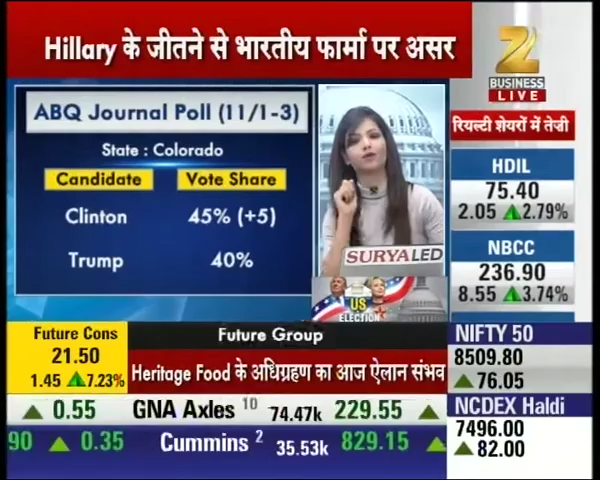 Hillary के जीतने से भारतीय फार्मा पर असर
Z
BUSINESS
LIVE
ABQ Journal Poll (11/1-3)
State : Colorado
Candidate Vote Share
Clinton 45% (+5)
Trump 40%
SURYA LED
US
ELECTION
रियल्टी शेयरों में तेजी
HDIL
75.40
2.05 2.79%
NBCC
236.90
8.55 3.74%
Future Cons
21.50
1.45 7.23%
Future Group
Heritage Food के अधिग्रहण का आज ऐलान संभव
NIFTY 50
8509.80
76.05
0.55 GNA Axles 10 74.47k 229.55
90 0.35 Cummins 2 35.53k 829.15
NCDEX Haldi
7496.00
82.00